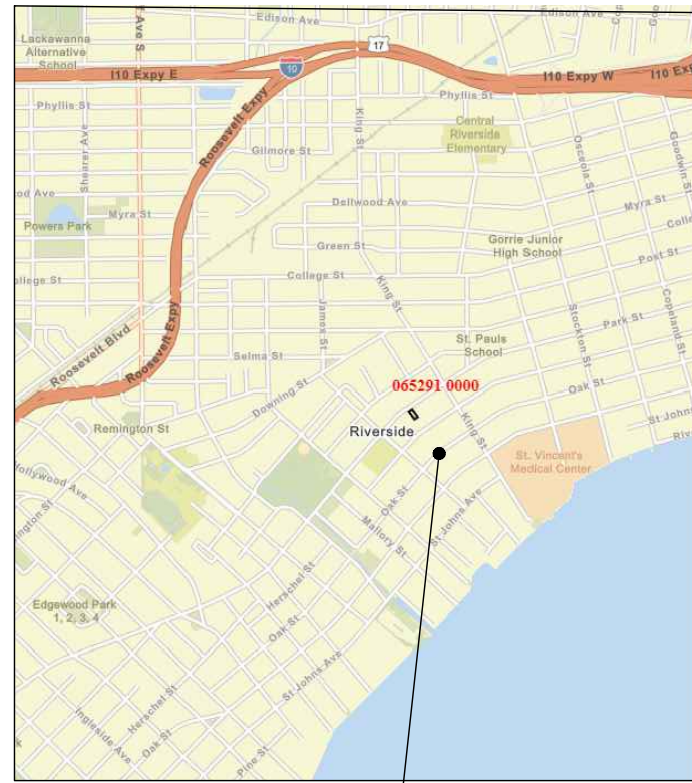 Lackawanna
Alternative
School
Ave S
Edison Ave
Edison Ave
17
10
I10 Expy E
I10 Expy W
I10 Exp
Phyllis St
Phyllis St
Roosevelt Expy
King St
Central
Riverside
Elementary
Shearer Ave
Gilmore St
Osceola St
Goodwin St
Dellwood Ave
Myra St
Myra St
Powers Park
Green St
Gorrie Junior
High School
Post St
College St
College St
King St
James St
Roosevelt Blvd
Roosevelt Expy
Selma St
St. Pauls
School
Park St
Stockton St
Copeland St
Downing St
065291 0000
Oak St
St Johns
Remington St
Riverside
King St
St. Vincent's
Medical Center
Hollywood Ave
Oak St
St Johns Ave
Mallory St
Herschel St
Edgewood Park
1, 2, 3, 4
Oak St
St Johns Ave
Herschel St
Ingleside Ave
Oak St
Pine St